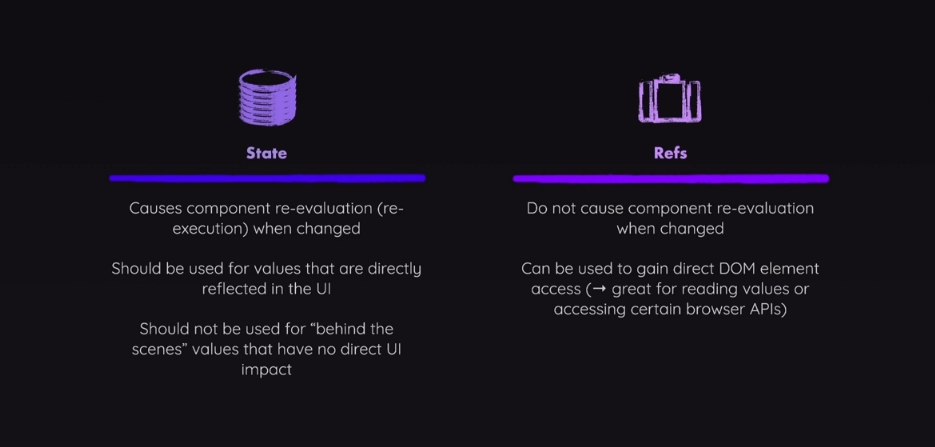 State
Causes component re-evaluation (re-
execution) when changed
Should be used for values that are directly
reflected in the UI
Should not be used for “behind the
scenes” values that have no direct UI
impact
Refs
Do not cause component re-evaluation
when changed
Can be used to gain direct DOM element
access (→ great for reading values or
accessing certain browser APIs)